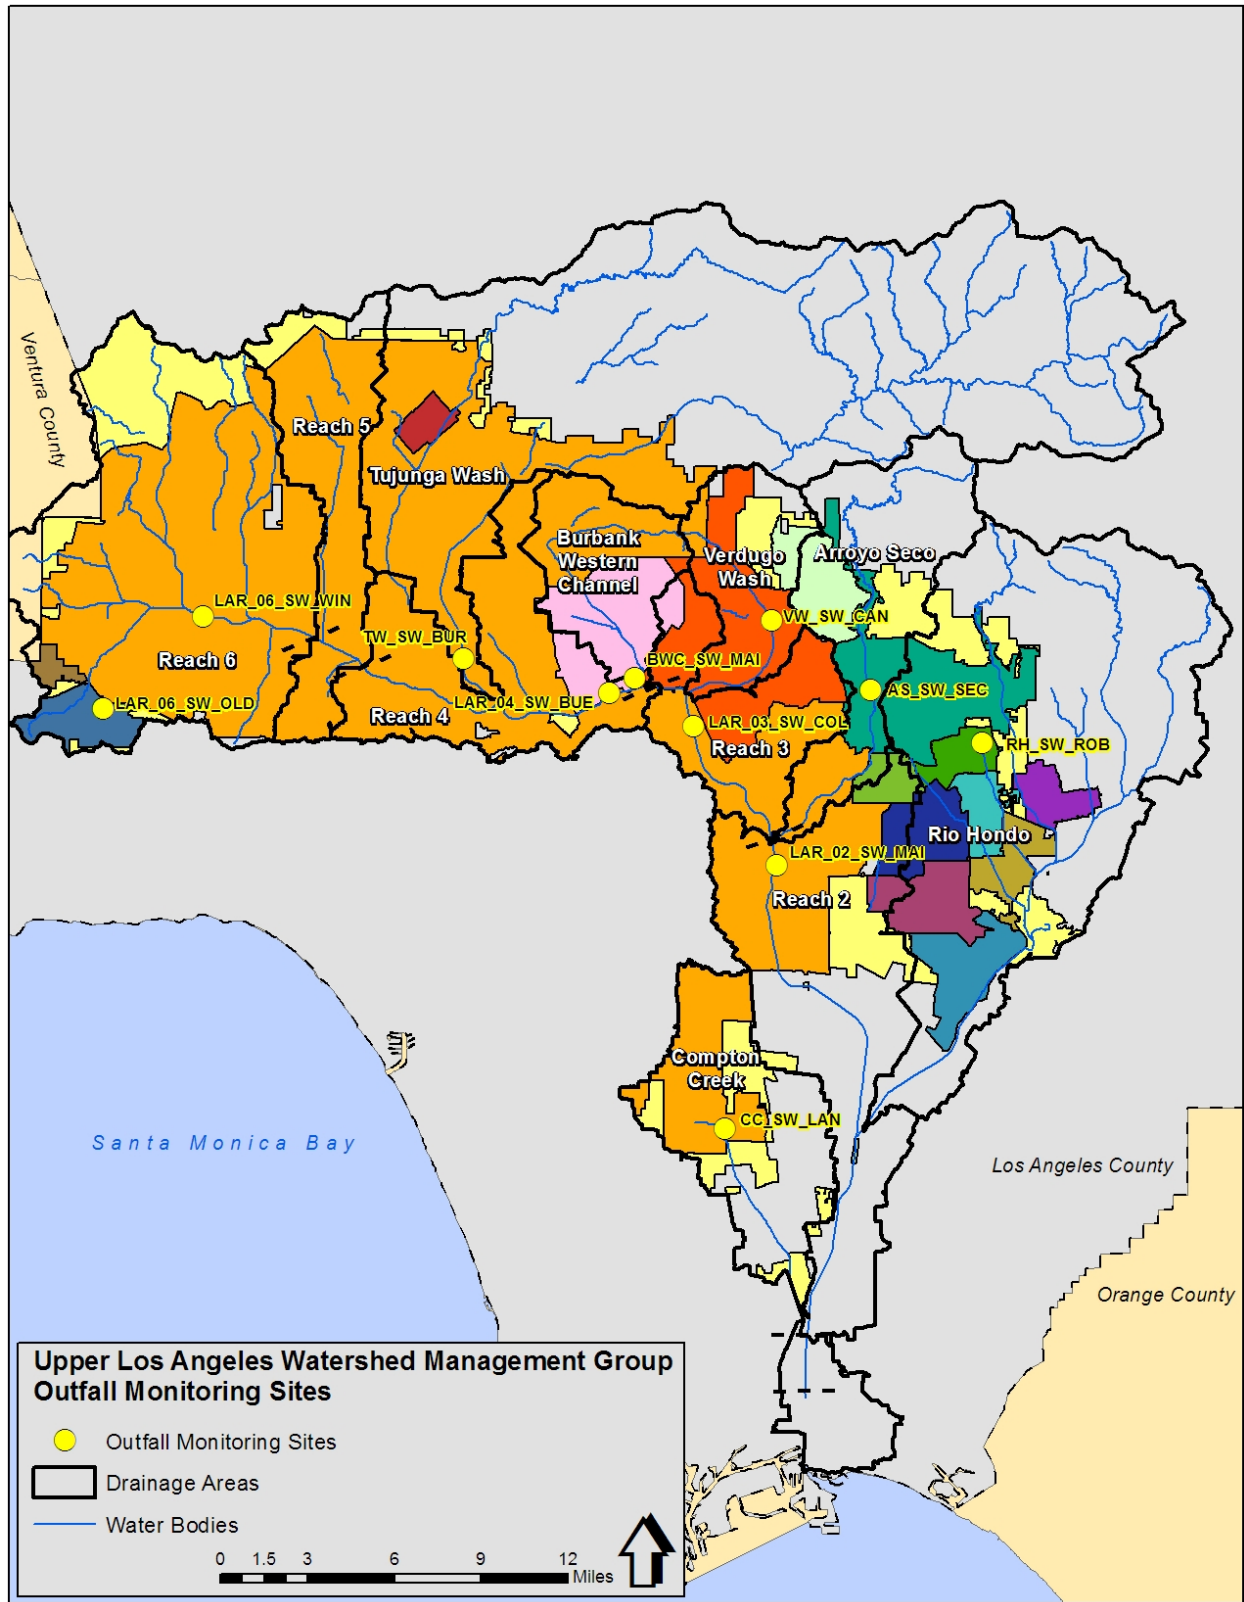 Ventura County
Reach 5
Tujunga Wash
Burbank
Western
Channel
Verdugo
Wash
Arroyo Seco
LAR_06_SW_WIN
TW_SW_BUR
VW_SW_CAN
Reach 6
BWC_SW_MAI
LAR_06_SW_OLD
LAR_04_SW_BUE
AS_SW_SEC
Reach 4
LAR_03_SW_COL
Reach 3
RH_SW_ROB
Rio Hondo
LAR_02_SW_MAI
Reach 2
Compton
Creek
CC_SW_LAN
Santa Monica Bay
Los Angeles County
Orange County
Upper Los Angeles Watershed Management Group
Outfall Monitoring Sites
Outfall Monitoring Sites
Drainage Areas
Water Bodies
0 1.5 3 6 9 12
Miles